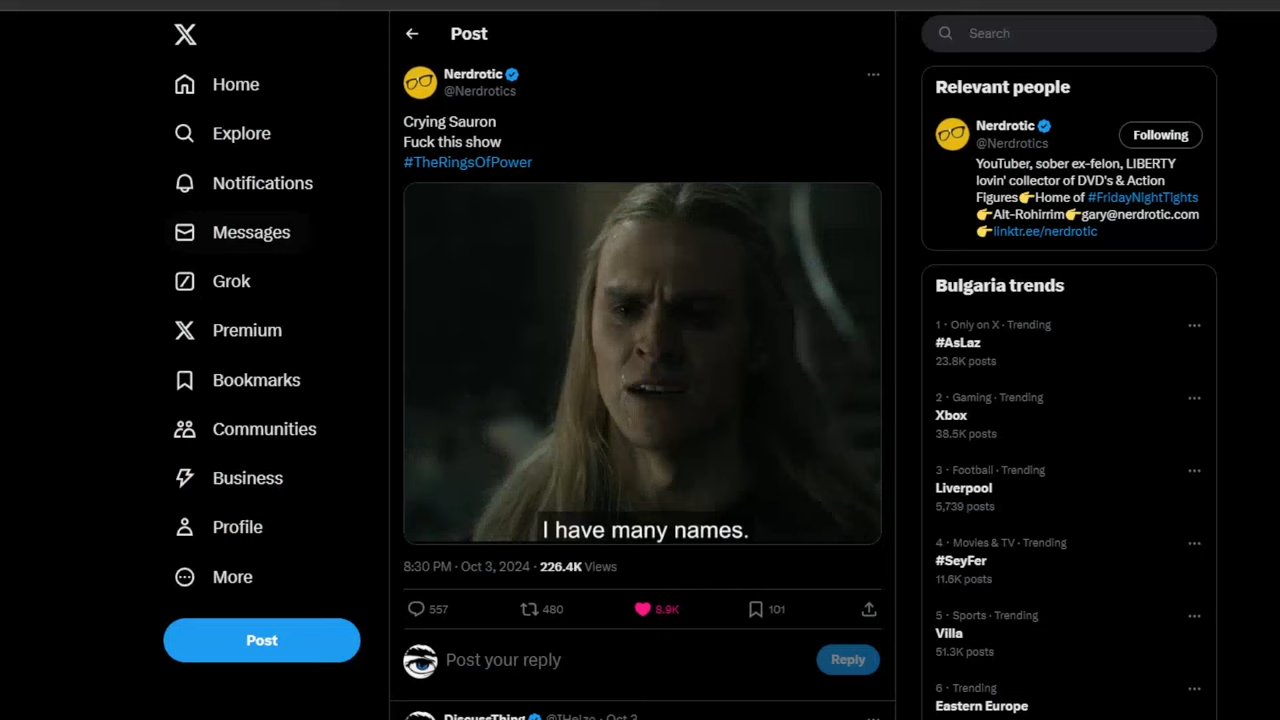 Home
Explore
Notifications
Messages
Grok
Premium
Bookmarks
Communities
Business
Profile
More
Post
Post
Nerdrotic
@Nerdrotics
Crying Sauron
Fuck this show
#TheRingsOfPower
I have many names.
8:30 PM · Oct 3, 2024 · 226.4K Views
557 480 6.9K 101
Post your reply
Reply
DiscussThing
Oct 3
Search
Relevant people
Nerdrotic
@Nerdrotics
Following
YouTuber, sober ex-felon, LIBERTY
lovin' collector of DVD's & Action
Figures👉Home of #FridayNightTights
👉Alt-Rohirrim👉gary@nerdrotic.com
👉linktr.ee/nerdrotic
Bulgaria trends
1 · Only on X · Trending
#AsLaz
23.8K posts
2 · Gaming · Trending
Xbox
38.5K posts
3 · Football · Trending
Liverpool
5,739 posts
4 · Movies & TV · Trending
#SeyFer
11.6K posts
5 · Sports · Trending
Villa
51.3K posts
6 · Trending
Eastern Europe